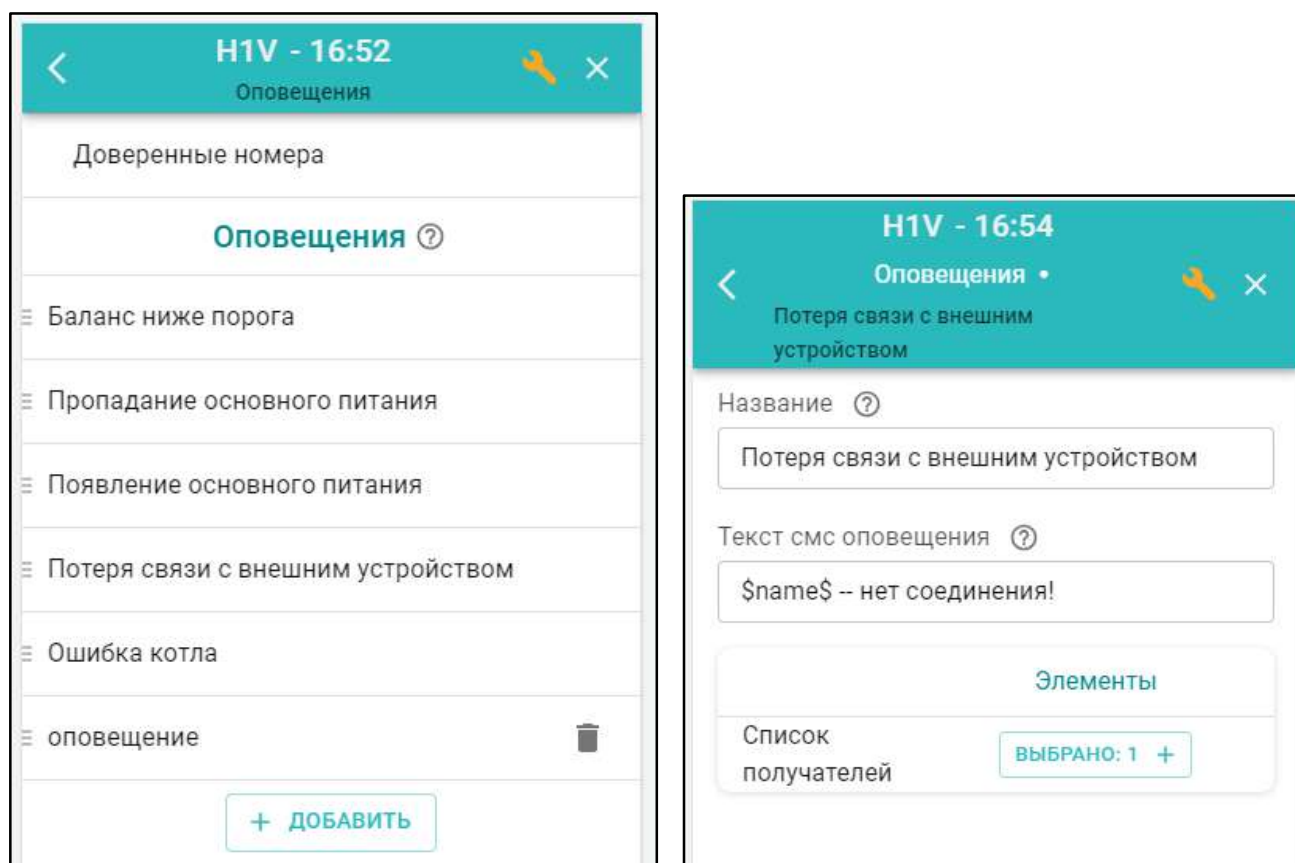 H1V - 16:52
Оповещения
Доверенные номера
Оповещения ?
Баланс ниже порога
Пропадание основного питания
Появление основного питания
Потеря связи с внешним устройством
Ошибка котла
оповещение
+ ДОБАВИТЬ
H1V - 16:54
Оповещения •
Потеря связи с внешним
устройством
Название ?
Потеря связи с внешним устройством
Текст смс оповещения ?
$name$ -- нет соединения!
Элементы
Список
получателей
ВЫБРАНО: 1 +